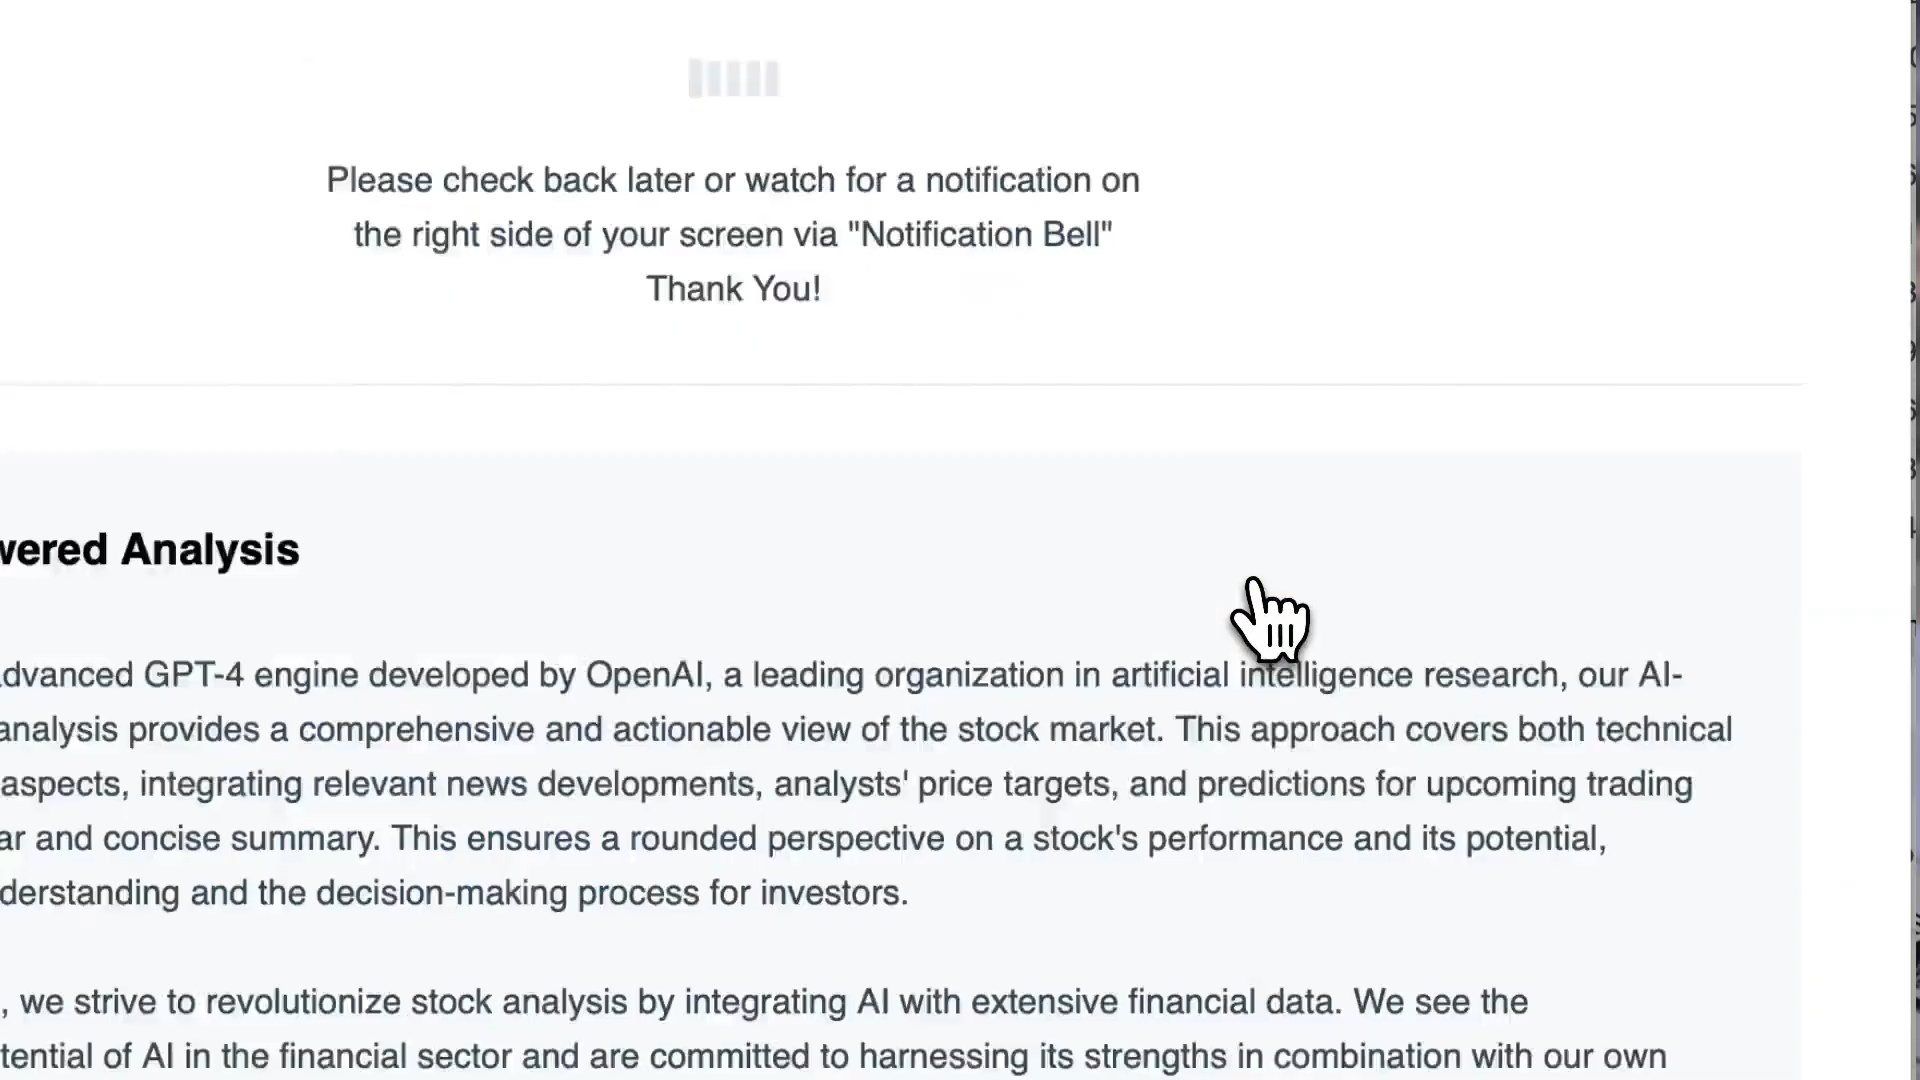 Please check back later or watch for a notification on
the right side of your screen via "Notification Bell"
Thank You!
wered Analysis
dvanced GPT-4 engine developed by OpenAI, a leading organization in artificial intelligence research, our AI-
analysis provides a comprehensive and actionable view of the stock market. This approach covers both technical
aspects, integrating relevant news developments, analysts' price targets, and predictions for upcoming trading
ar and concise summary. This ensures a rounded perspective on a stock's performance and its potential,
derstanding and the decision-making process for investors.
, we strive to revolutionize stock analysis by integrating AI with extensive financial data. We see the
tential of AI in the financial sector and are committed to harnessing its strengths in combination with our own